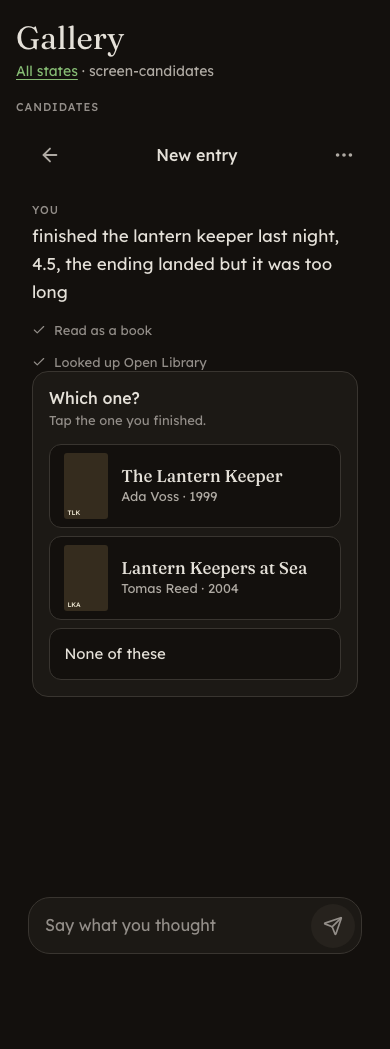 Gallery
All states · screen-candidates
CANDIDATES
New entry
YOU
finished the lantern keeper last night,
4.5, the ending landed but it was too
long
Read as a book
Looked up Open Library
Which one?
Tap the one you finished.
The Lantern Keeper
Ada Voss · 1999
TLK
Lantern Keepers at Sea
Tomas Reed · 2004
LKA
None of these
Say what you thought